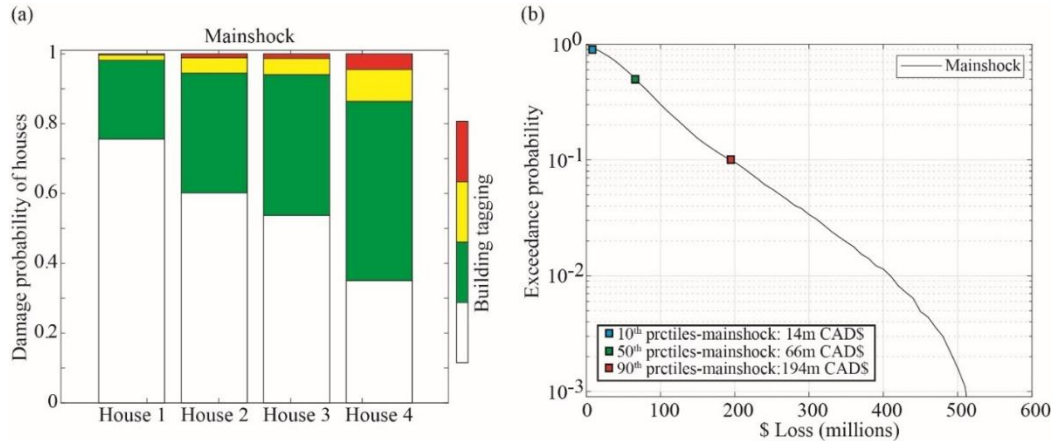 (a)
Mainshock
Damage probability of houses
1
0.8
0.6
0.4
0.2
0
House 1 House 2 House 3 House 4
Building tagging
(b)
Exceedance probability
10⁰
10⁻¹
10⁻²
10⁻³
Mainshock
10ᵗʰ prctiles-mainshock: 14m CAD$
50ᵗʰ prctiles-mainshock: 66m CAD$
90ᵗʰ prctiles-mainshock:194m CAD$
0 100 200 300 400 500 600
$ Loss (millions)